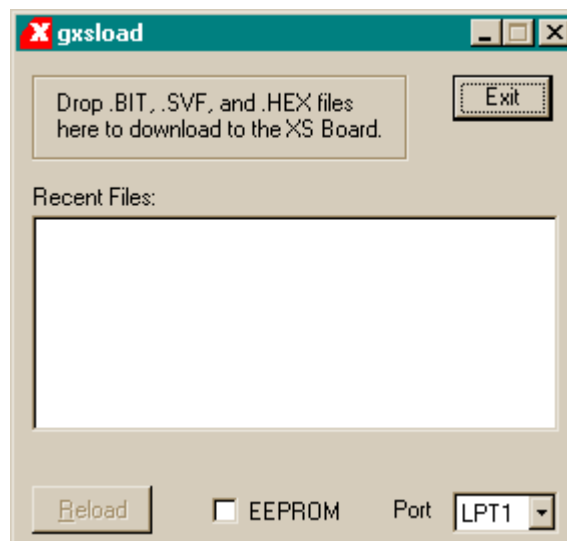 X gxsload
Drop .BIT, .SVF, and .HEX files
here to download to the XS Board.
Exit
Recent Files:
Reload
EEPROM
Port
LPT1